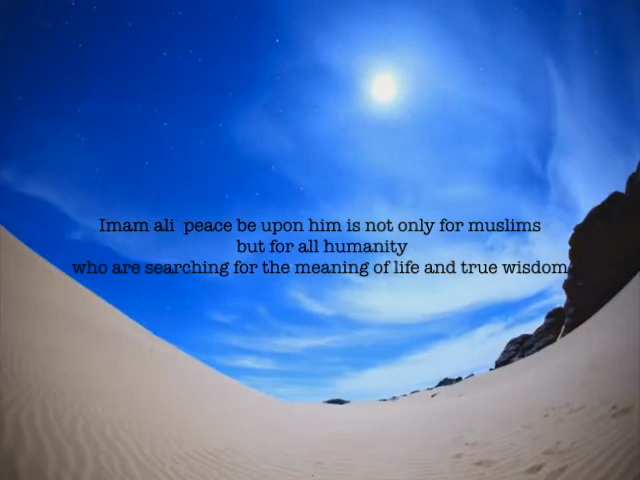 Imam ali  peace be upon him is not only for muslims
but for all humanity
who are searching for the meaning of life and true wisdom